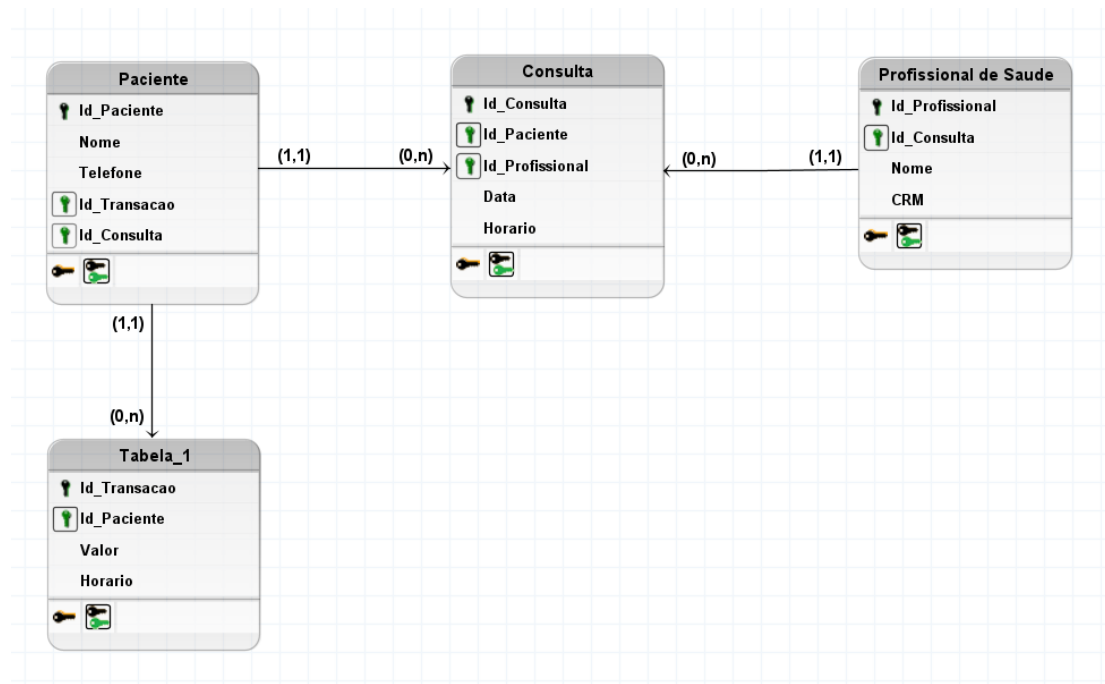 Paciente
Id_Paciente
Nome
Telefone
Id_Transacao
Id_Consulta
(1,1)
(0,n)
Consulta
Id_Consulta
Id_Paciente
Id_Profissional
Data
Horario
(0,n)
(1,1)
Profissional de Saude
Id_Profissional
Id_Consulta
Nome
CRM
(1,1)
(0,n)
Tabela_1
Id_Transacao
Id_Paciente
Valor
Horario